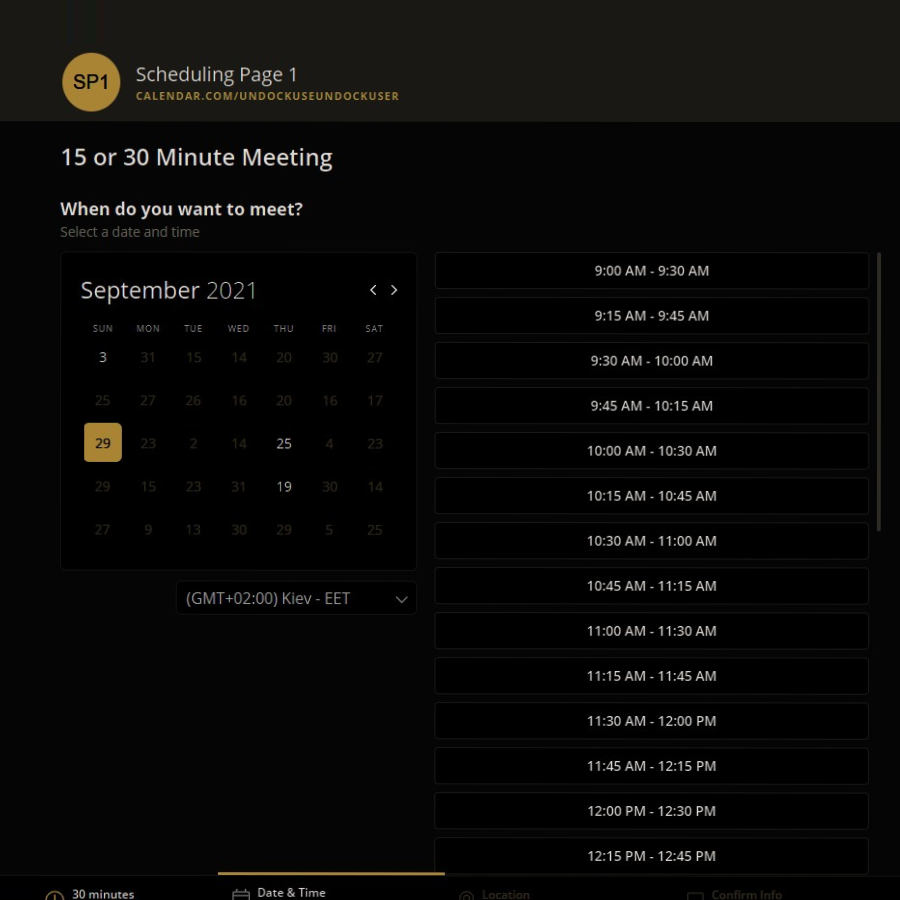 SP1
Scheduling Page 1
CALENDAR.COM/UNDOCKUSEUNDOCKUSER
15 or 30 Minute Meeting
When do you want to meet?
Select a date and time
September 2021
SUN MON TUE WED THU FRI SAT
3 31 15 14 20 30 27
25 27 26 16 20 16 17
29 23 2 14 25 4 23
29 15 23 31 19 30 14
27 9 13 30 29 5 25
(GMT+02:00) Kiev - EET
9:00 AM - 9:30 AM
9:15 AM - 9:45 AM
9:30 AM - 10:00 AM
9:45 AM - 10:15 AM
10:00 AM - 10:30 AM
10:15 AM - 10:45 AM
10:30 AM - 11:00 AM
10:45 AM - 11:15 AM
11:00 AM - 11:30 AM
11:15 AM - 11:45 AM
11:30 AM - 12:00 PM
11:45 AM - 12:15 PM
12:00 PM - 12:30 PM
12:15 PM - 12:45 PM
30 minutes
Date & Time
Location
Confirm Info